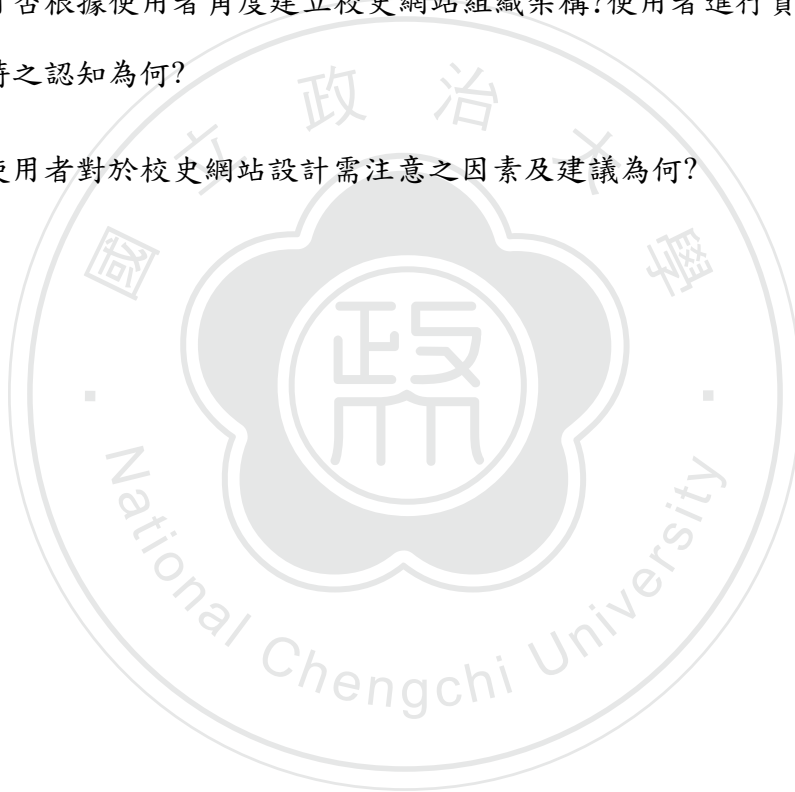 否根據使用者角度建立校史網站組織架構?使用者進行
之認知為何?
使用者對於校史網站設計需注意之因素及建議為何?
國立政治大學
政
National Chengchi University